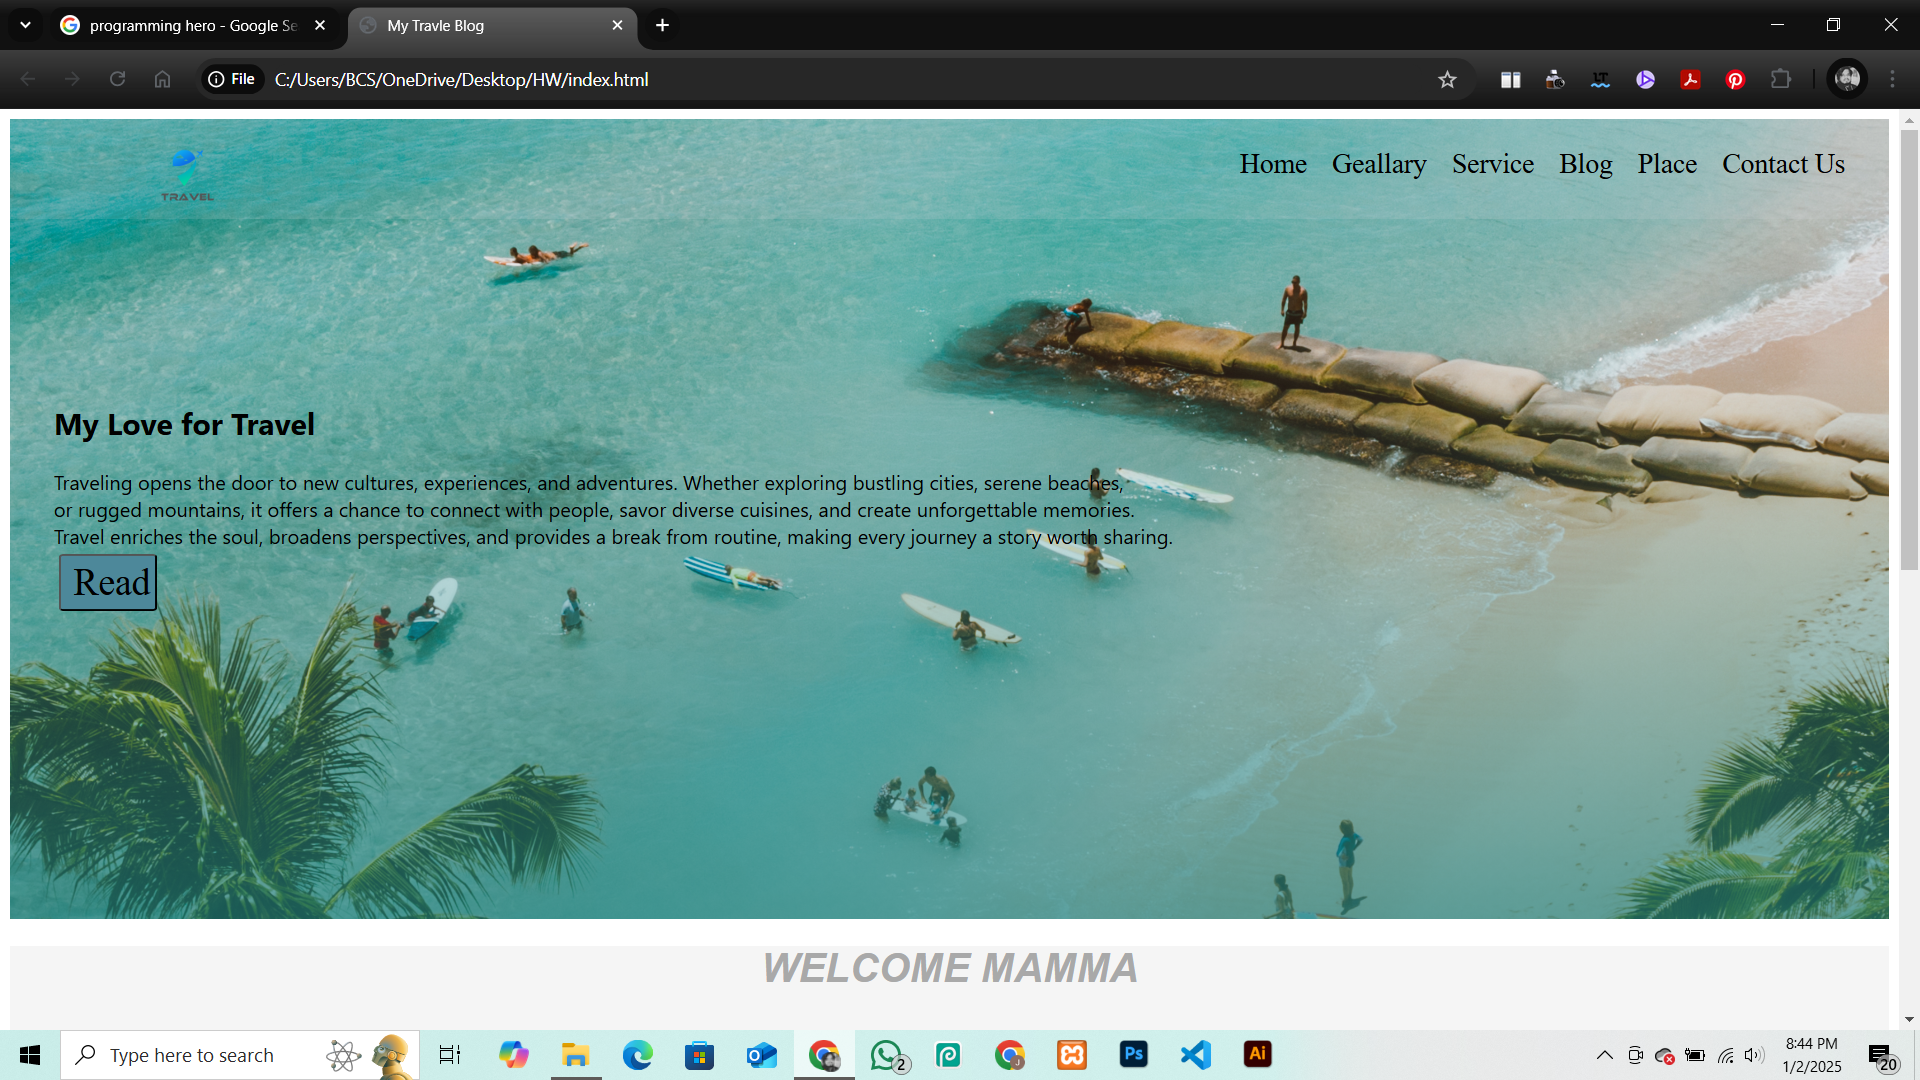 programming hero - Google Se
My Travle Blog
File
C:/Users/BCS/OneDrive/Desktop/HW/index.html
TRAVEL
Home Geallary Service Blog Place Contact Us
My Love for Travel
Traveling opens the door to new cultures, experiences, and adventures. Whether exploring bustling cities, serene beaches,
or rugged mountains, it offers a chance to connect with people, savor diverse cuisines, and create unforgettable memories.
Travel enriches the soul, broadens perspectives, and provides a break from routine, making every journey a story worth sharing.
Read
WELCOME MAMMA
Type here to search
2
Ps
Ai
8:44 PM
1/2/2025
20